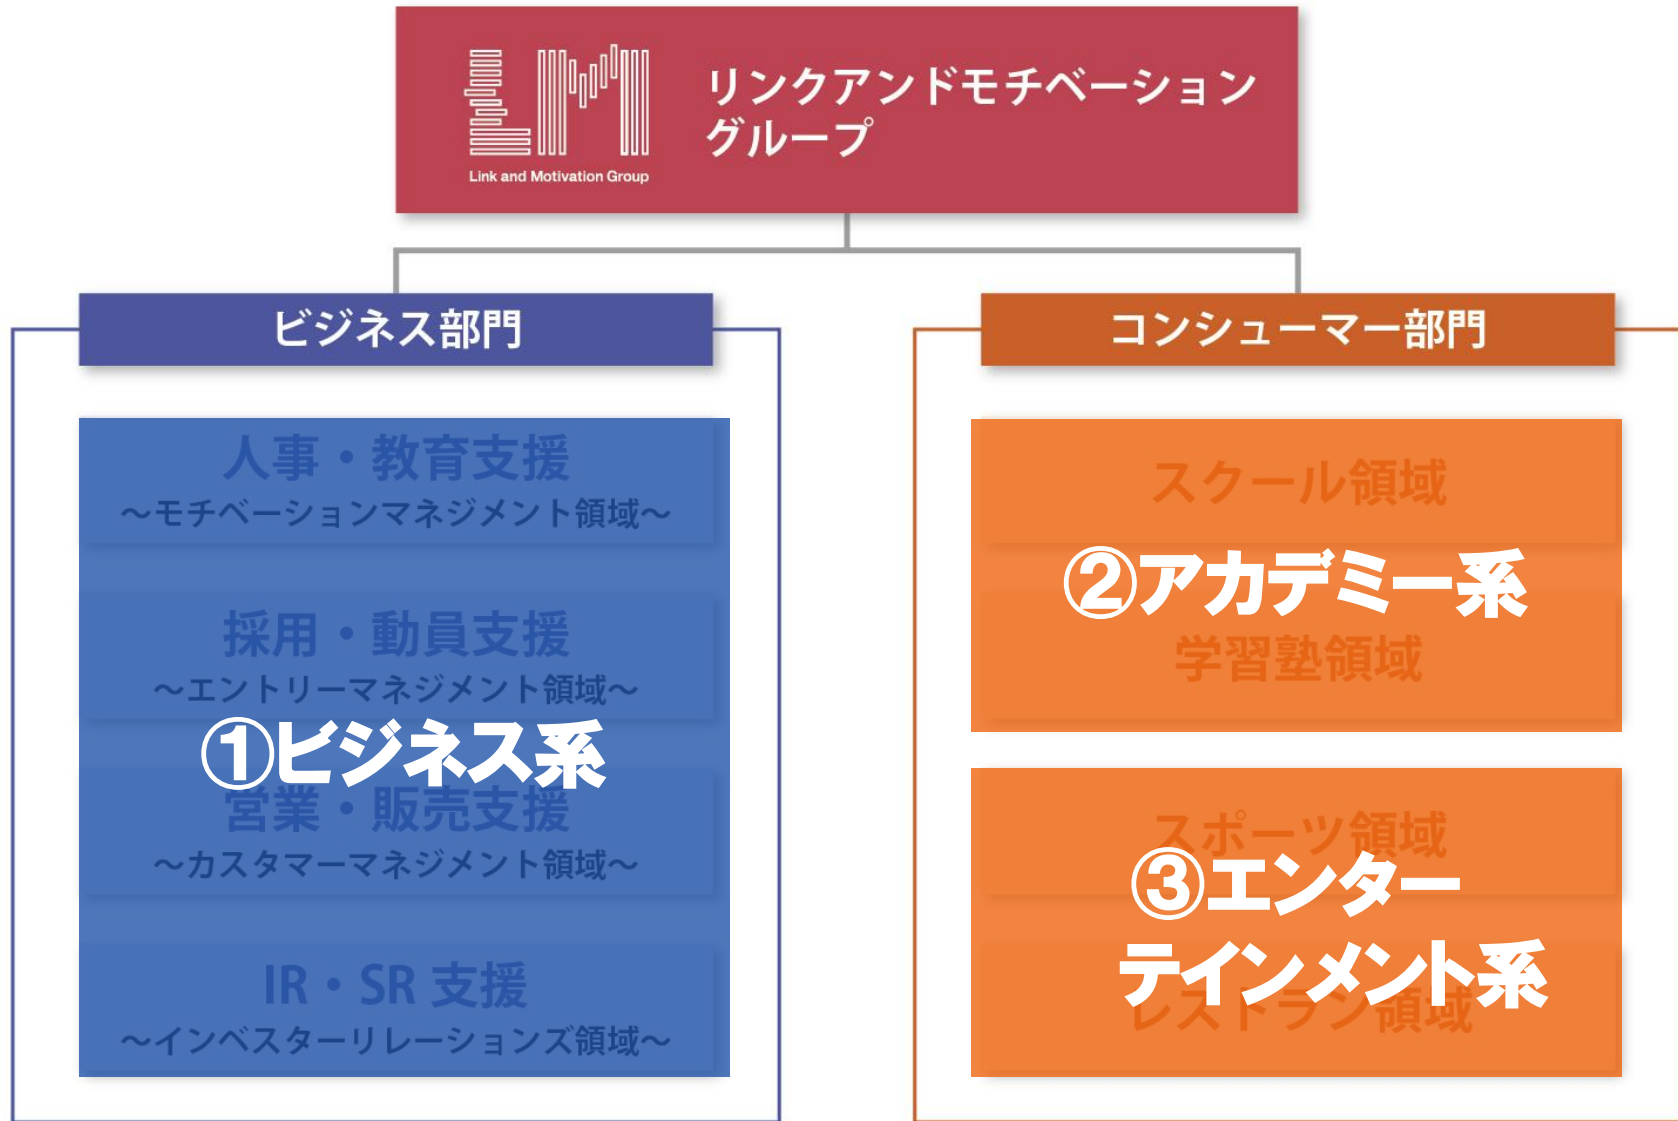 リンクアンドモチベーション
グループ
Link and Motivation Group
ビジネス部門
人事・教育支援
～モチベーションマネジメント領域～
採用・動員支援
～エントリーマネジメント領域～
①ビジネス系
営業・販売支援
～カスタマーマネジメント領域～
IR・SR 支援
～インベスターリレーションズ領域～
コンシューマー部門
スクール領域
②アカデミー系
学習塾領域
スポーツ領域
③エンター
テインメント系
レストラン領域